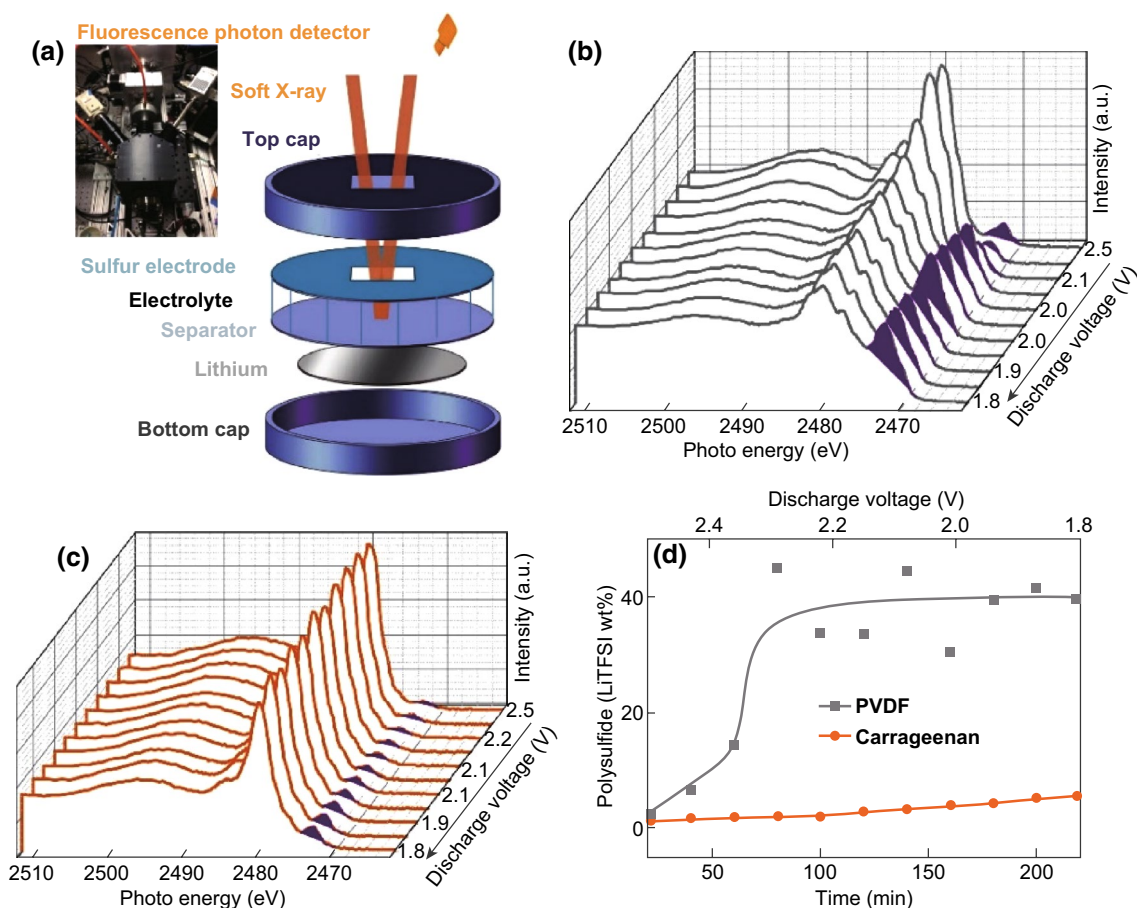 (a)
Fluorescence photon detector
Soft X-ray
Top cap
Sulfur electrode
Electrolyte
Separator
Lithium
Bottom cap
(b)
Intensity (a.u.)
2.5
2.1
2.0
2.0
2.0
1.9
1.8
Discharge voltage (V)
2510
2500
2490
2480
2470
Photo energy (eV)
(c)
Intensity (a.u.)
2.5
2.2
2.1
2.1
1.9
1.8
Discharge voltage (V)
2510
2500
2490
2480
2470
Photo energy (eV)
(d)
Discharge voltage (V)
2.4
2.2
2.0
1.8
Polysulfide (LiTFSI wt%)
40
20
0
PVDF
Carrageenan
50
100
150
200
Time (min)